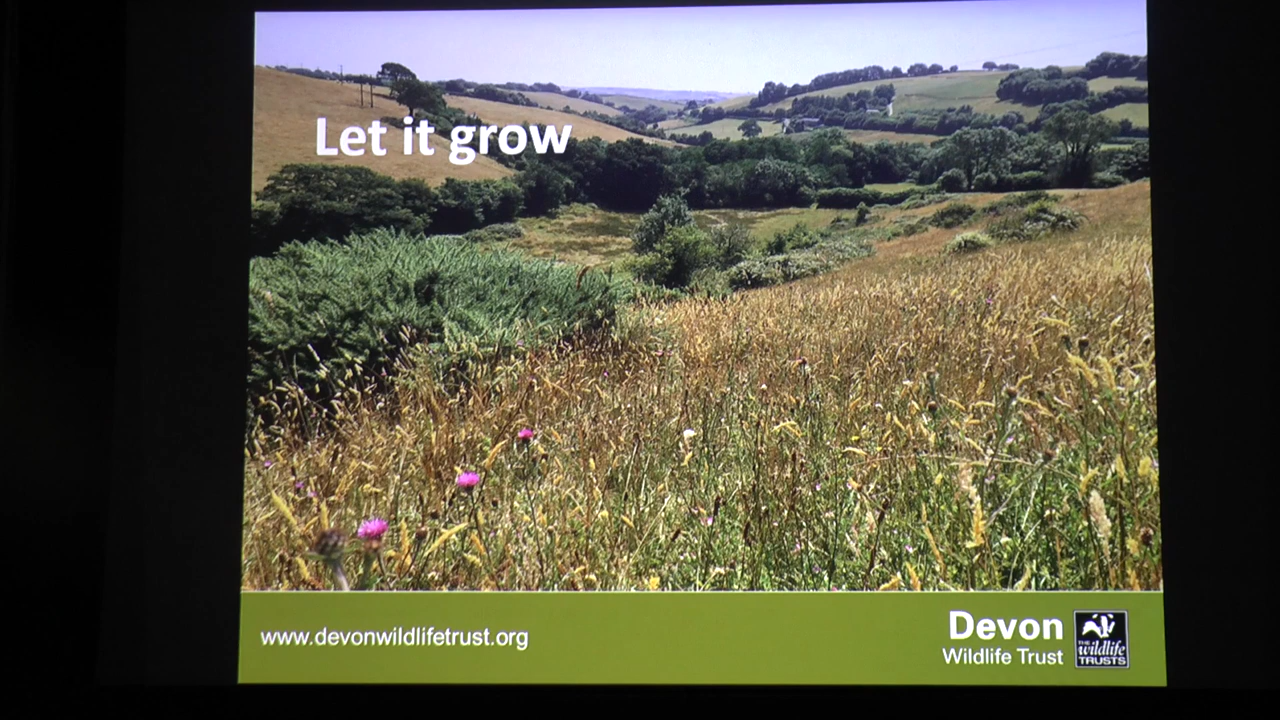 Let it grow
www.devonwildlifetrust.org
Devon
Wildlife Trust
THE
wildlife
TRUSTS